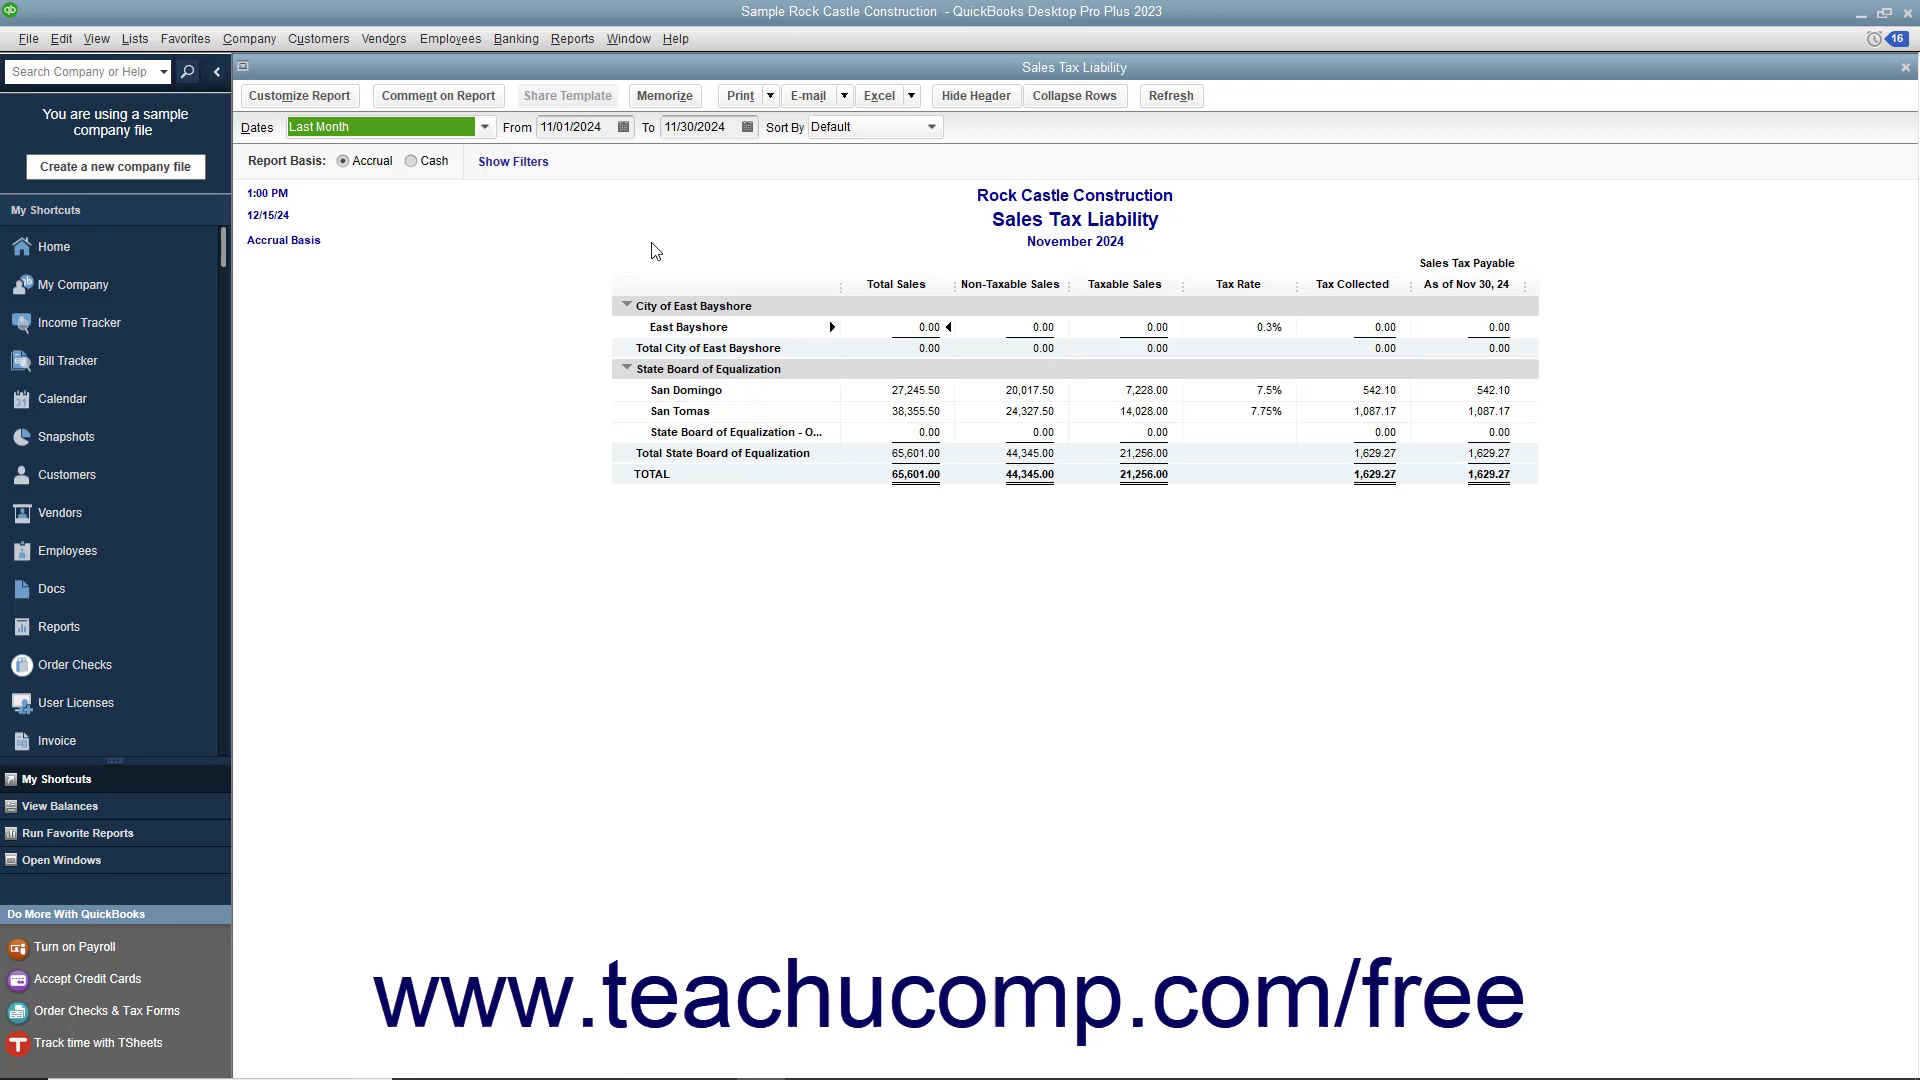 Sample Rock Castle Construction - QuickBooks Desktop Pro Plus 2023
File Edit View Lists Favorites Company Customers Vendors Employees Banking Reports Window Help
16
Search Company or Help
Sales Tax Liability
You are using a sample
company file
Create a new company file
My Shortcuts
Home
My Company
Income Tracker
Bill Tracker
Calendar
Snapshots
Customers
Vendors
Employees
Docs
Reports
Order Checks
User Licenses
Invoice
My Shortcuts
View Balances
Run Favorite Reports
Open Windows
Do More With QuickBooks
Turn on Payroll
Accept Credit Cards
Order Checks & Tax Forms
Track time with TSheets
Customize Report Comment on Report Share Template Memorize Print E-mail Excel Hide Header Collapse Rows Refresh
Dates Last Month From 11/01/2024 To 11/30/2024 Sort By Default
Report Basis: Accrual Cash Show Filters
1:00 PM
12/15/24
Accrual Basis
Rock Castle Construction
Sales Tax Liability
November 2024
Sales Tax Payable
Total Sales Non-Taxable Sales Taxable Sales Tax Rate Tax Collected As of Nov 30, 24
City of East Bayshore
East Bayshore 0.00 0.00 0.00 0.3% 0.00 0.00
Total City of East Bayshore 0.00 0.00 0.00 0.00 0.00
State Board of Equalization
San Domingo 27,245.50 20,017.50 7,228.00 7.5% 542.10 542.10
San Tomas 38,355.50 24,327.50 14,028.00 7.75% 1,087.17 1,087.17
State Board of Equalization - O... 0.00 0.00 0.00 0.00 0.00
Total State Board of Equalization 65,601.00 44,345.00 21,256.00 1,629.27 1,629.27
TOTAL 65,601.00 44,345.00 21,256.00 1,629.27 1,629.27
www.teachucomp.com/free